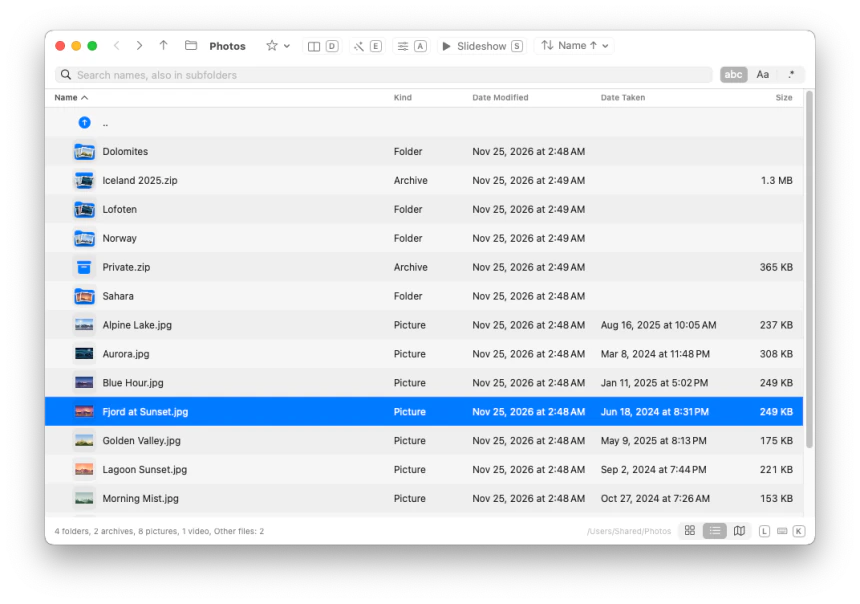 Photos D E A Slideshow S Name
Search names, also in subfolders abc Aa .*
Name Kind Date Modified Date Taken Size
..
Dolomites Folder Nov 25, 2026 at 2:48 AM
Iceland 2025.zip Archive Nov 25, 2026 at 2:49 AM 1.3 MB
Lofoten Folder Nov 25, 2026 at 2:49 AM
Norway Folder Nov 25, 2026 at 2:49 AM
Private.zip Archive Nov 25, 2026 at 2:49 AM 365 KB
Sahara Folder Nov 25, 2026 at 2:48 AM
Alpine Lake.jpg Picture Nov 25, 2026 at 2:48 AM Aug 16, 2025 at 10:05 AM 237 KB
Aurora.jpg Picture Nov 25, 2026 at 2:48 AM Mar 8, 2024 at 11:48 PM 308 KB
Blue Hour.jpg Picture Nov 25, 2026 at 2:48 AM Jan 11, 2025 at 5:02 PM 249 KB
Fjord at Sunset.jpg Picture Nov 25, 2026 at 2:48 AM Jun 18, 2024 at 8:31 PM 249 KB
Golden Valley.jpg Picture Nov 25, 2026 at 2:48 AM May 9, 2025 at 8:13 PM 175 KB
Lagoon Sunset.jpg Picture Nov 25, 2026 at 2:48 AM Sep 2, 2024 at 7:44 PM 221 KB
Morning Mist.jpg Picture Nov 25, 2026 at 2:48 AM Oct 27, 2024 at 7:26 AM 153 KB
4 folders, 2 archives, 8 pictures, 1 video, Other files: 2 /Users/Shared/Photos L K